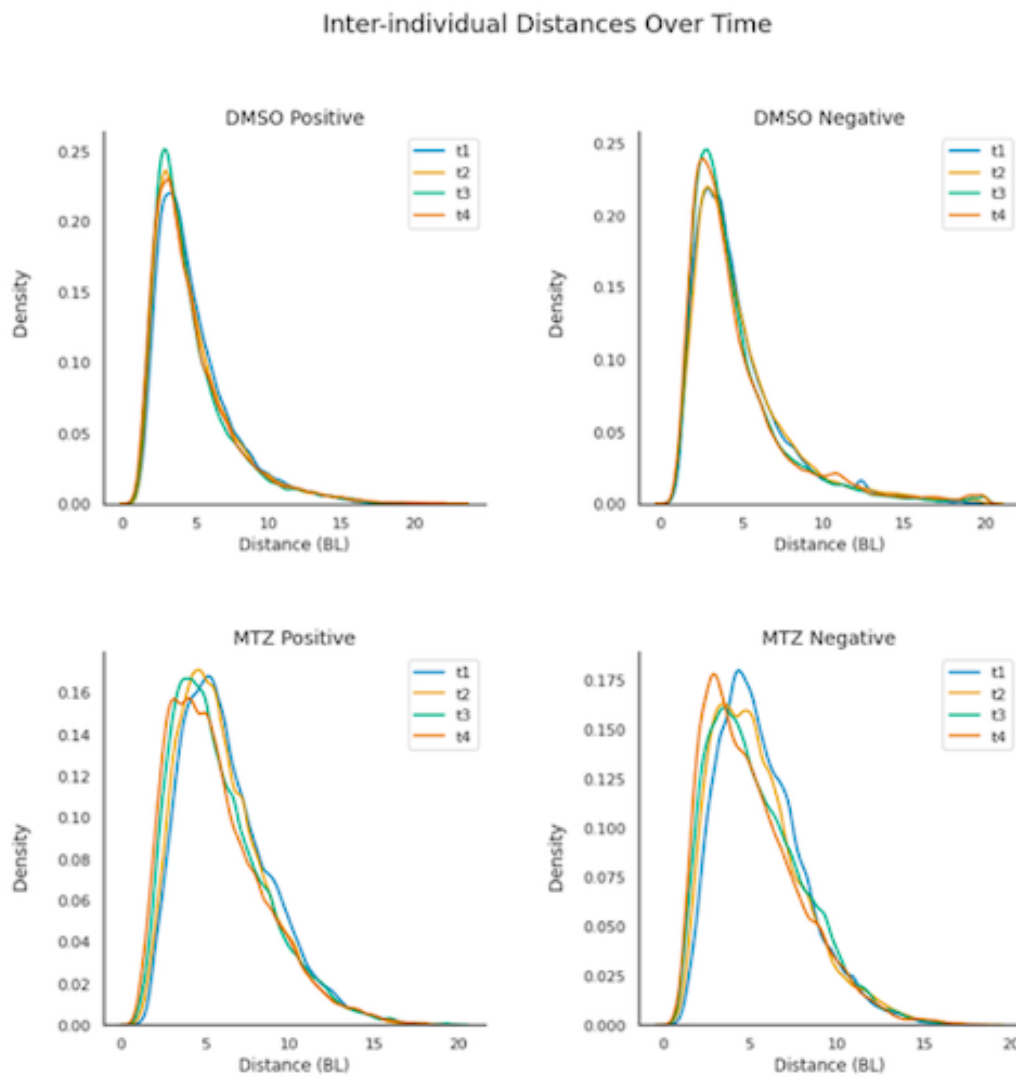 Inter-individual Distances Over Time
DMSO Positive
0.25
0.20
0.15
0.10
0.05
0.00
Density
0 5 10 15 20
Distance (BL)
t1
t2
t3
t4
DMSO Negative
0.25
0.20
0.15
0.10
0.05
0.00
Density
0 5 10 15 20
Distance (BL)
t1
t2
t3
t4
MTZ Positive
0.16
0.14
0.12
0.10
0.08
0.06
0.04
0.02
0.00
Density
0 5 10 15 20
Distance (BL)
t1
t2
t3
t4
MTZ Negative
0.175
0.150
0.125
0.100
0.075
0.050
0.025
0.000
Density
0 5 10 15 20
Distance (BL)
t1
t2
t3
t4